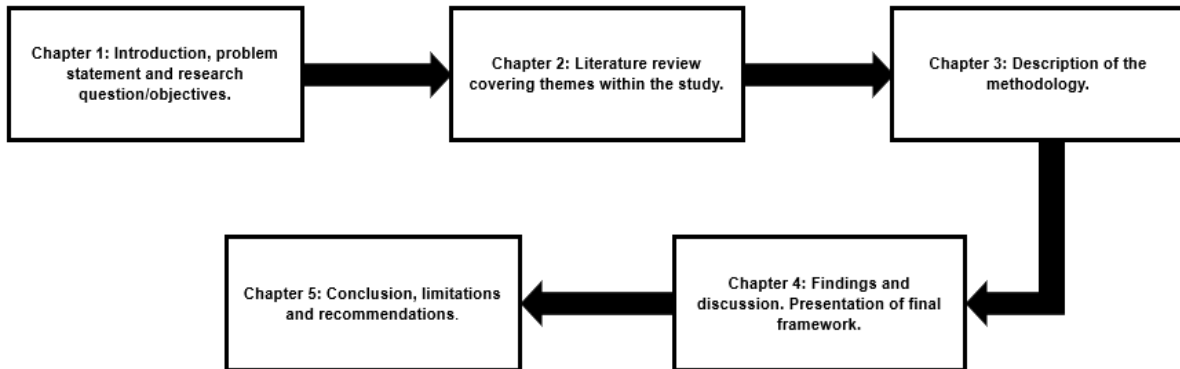 Chapter 1: Introduction, problem
statement and research
question/objectives.
Chapter 2: Literature review
covering themes within the study.
Chapter 3: Description of the
methodology.
Chapter 4: Findings and
discussion. Presentation of final
framework.
Chapter 5: Conclusion, limitations
and recommendations.